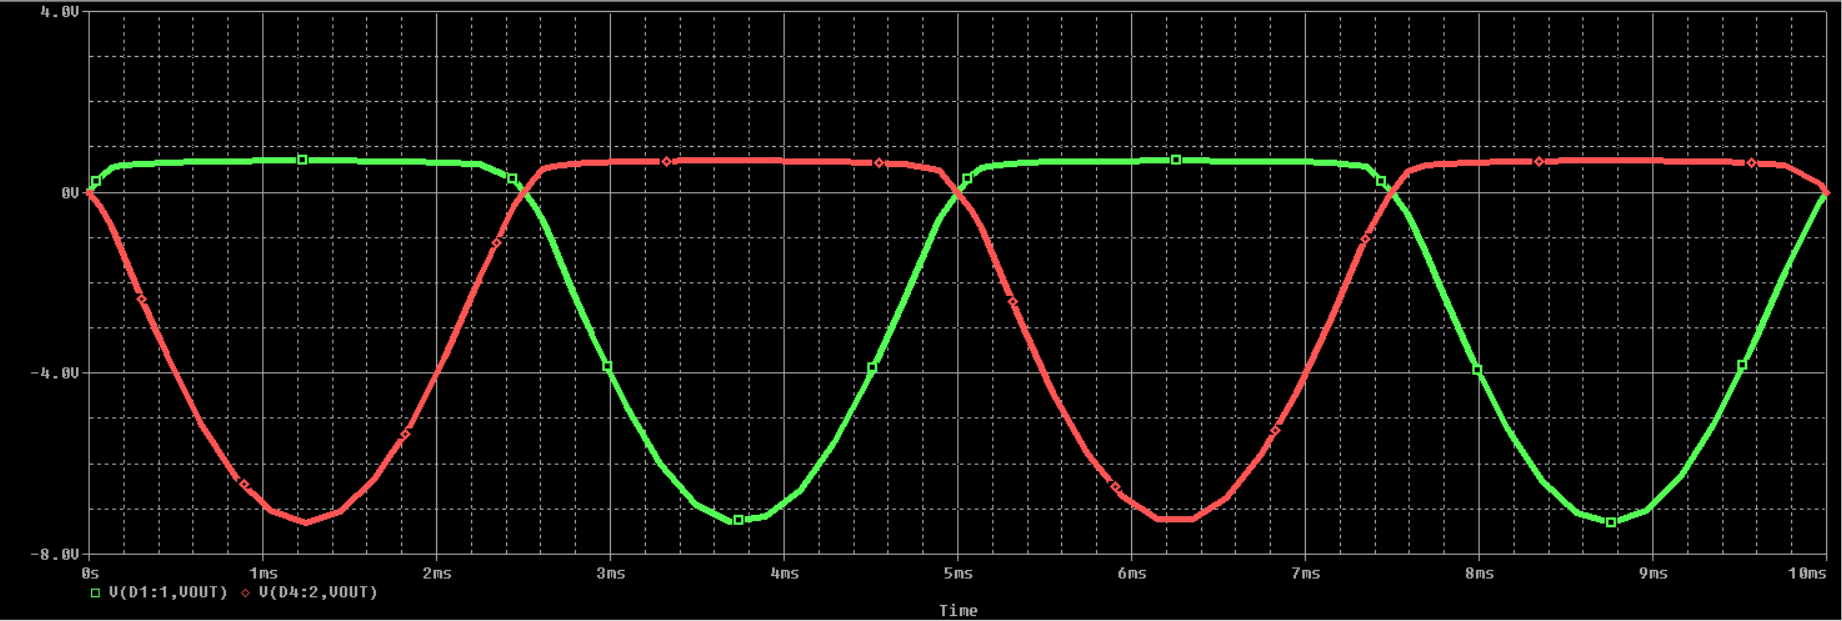 4.0V
0V
-4.0V
-8.0V
0s 1ms 2ms 3ms 4ms 5ms 6ms 7ms 8ms 9ms 10ms
V(D1:1,VOUT) V(D4:2,VOUT)
Time